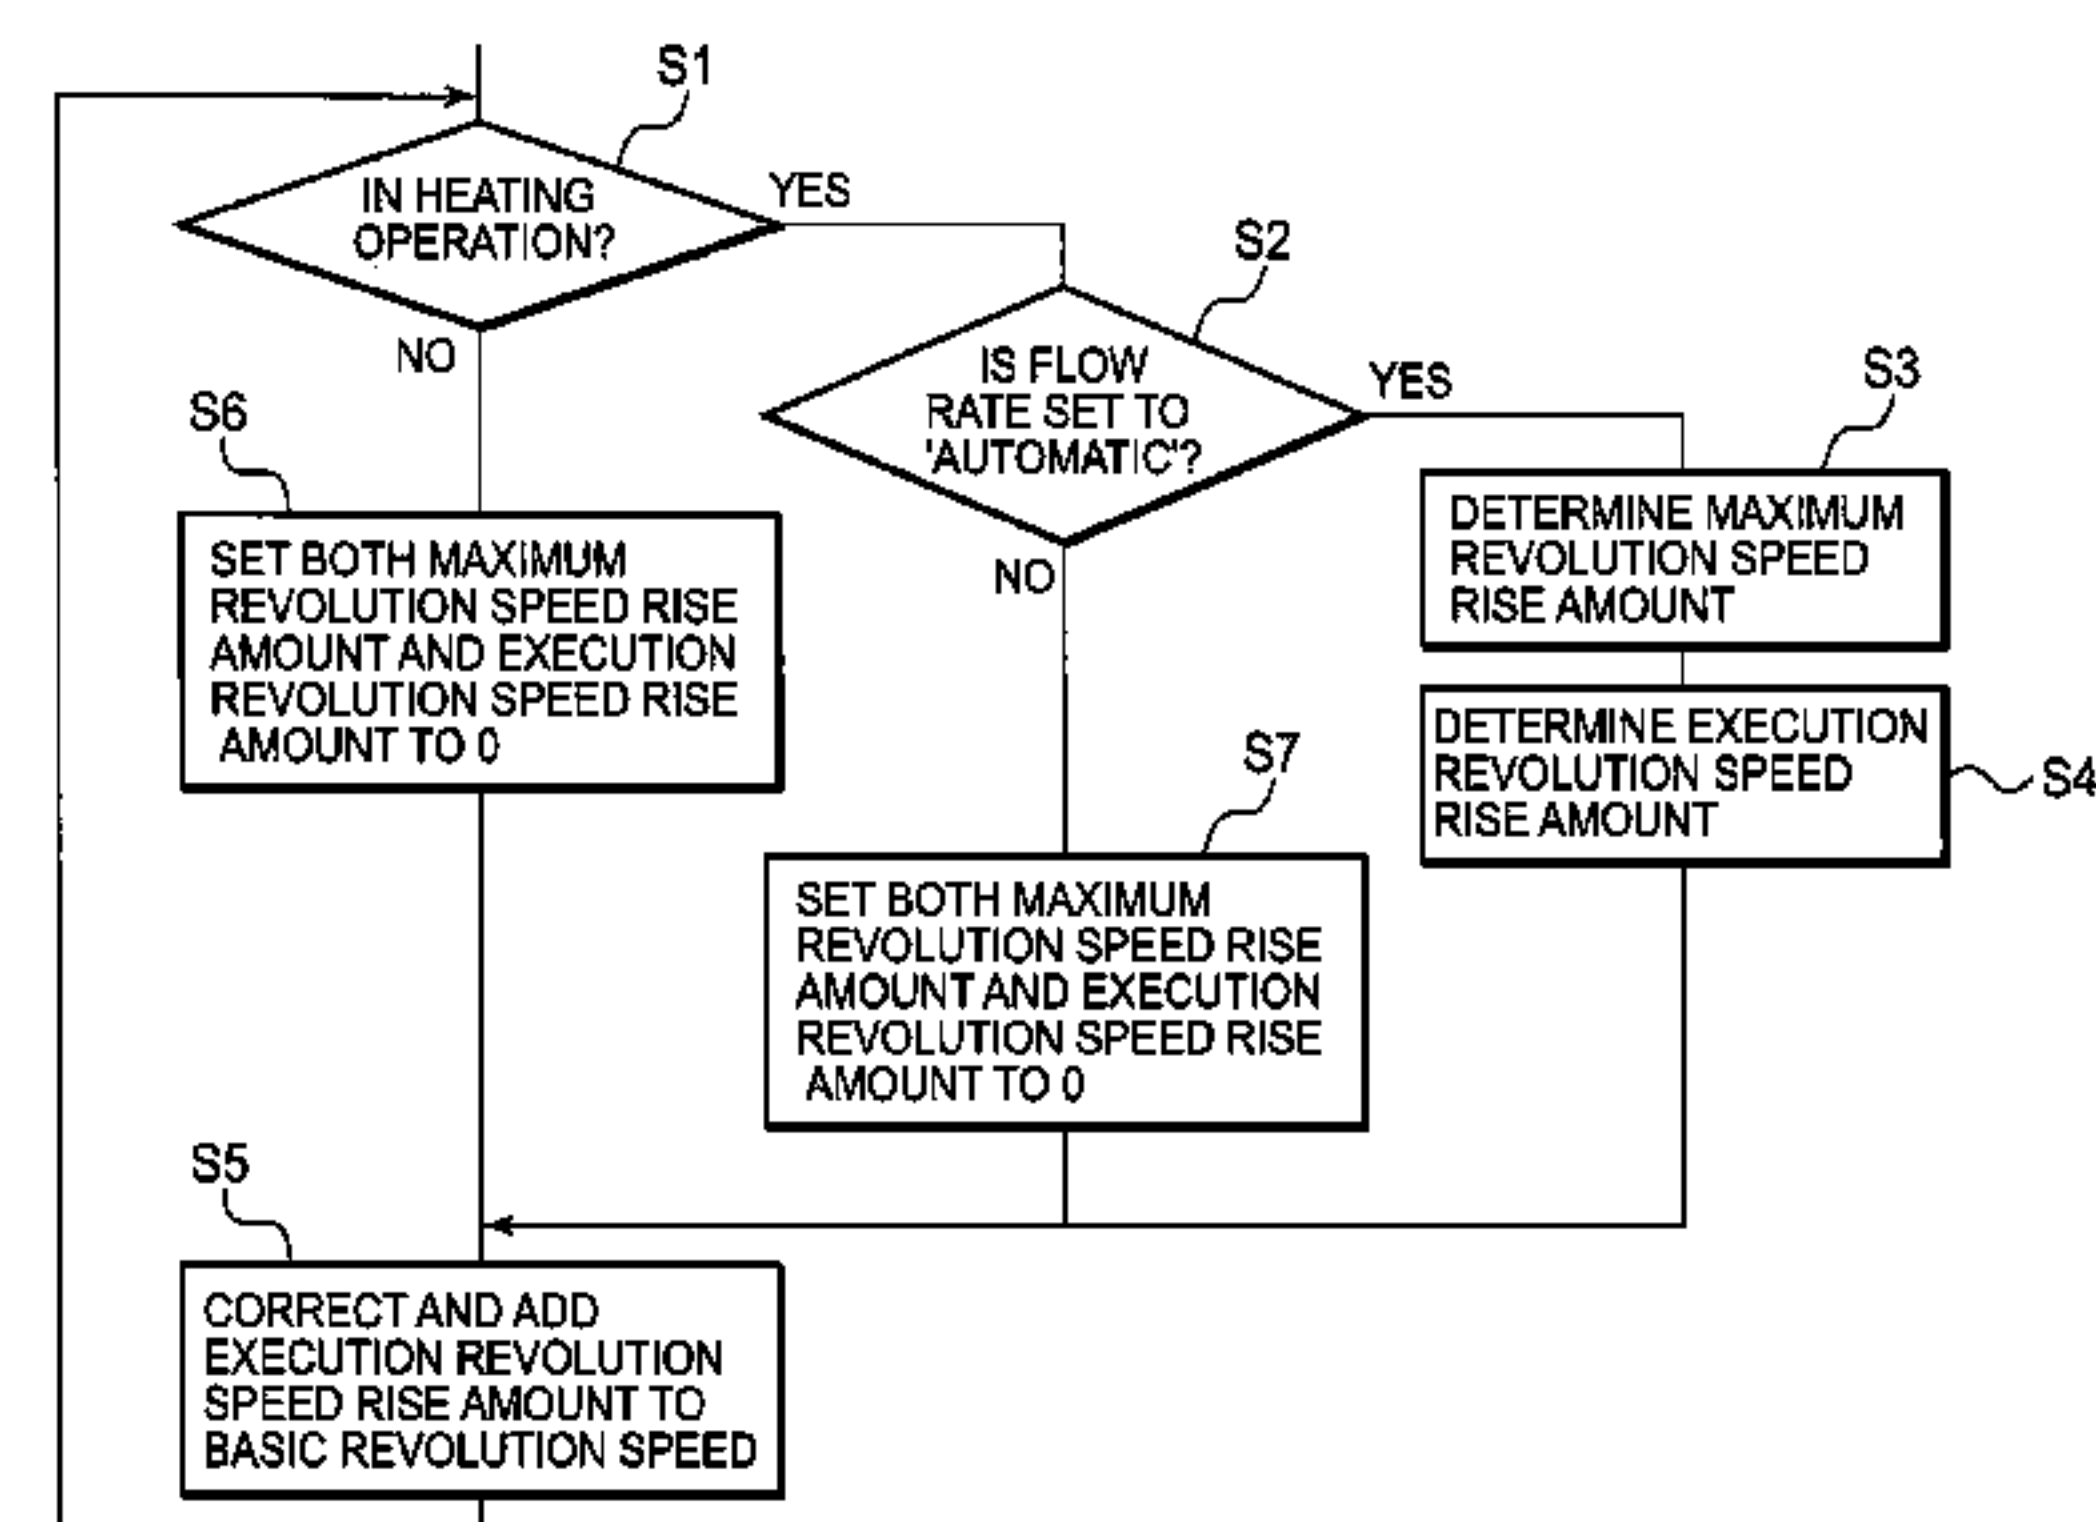 S1
IN HEATING
OPERATION?
YES
NO
S2
IS FLOW
RATE SET TO
'AUTOMATIC'?
YES
NO
S3
DETERMINE MAXIMUM
REVOLUTION SPEED
RISE AMOUNT
DETERMINE EXECUTION
REVOLUTION SPEED
RISE AMOUNT
S4
S6
SET BOTH MAXIMUM
REVOLUTION SPEED RISE
AMOUNT AND EXECUTION
REVOLUTION SPEED RISE
AMOUNT TO 0
S7
SET BOTH MAXIMUM
REVOLUTION SPEED RISE
AMOUNT AND EXECUTION
REVOLUTION SPEED RISE
AMOUNT TO 0
S5
CORRECT AND ADD
EXECUTION REVOLUTION
SPEED RISE AMOUNT TO
BASIC REVOLUTION SPEED